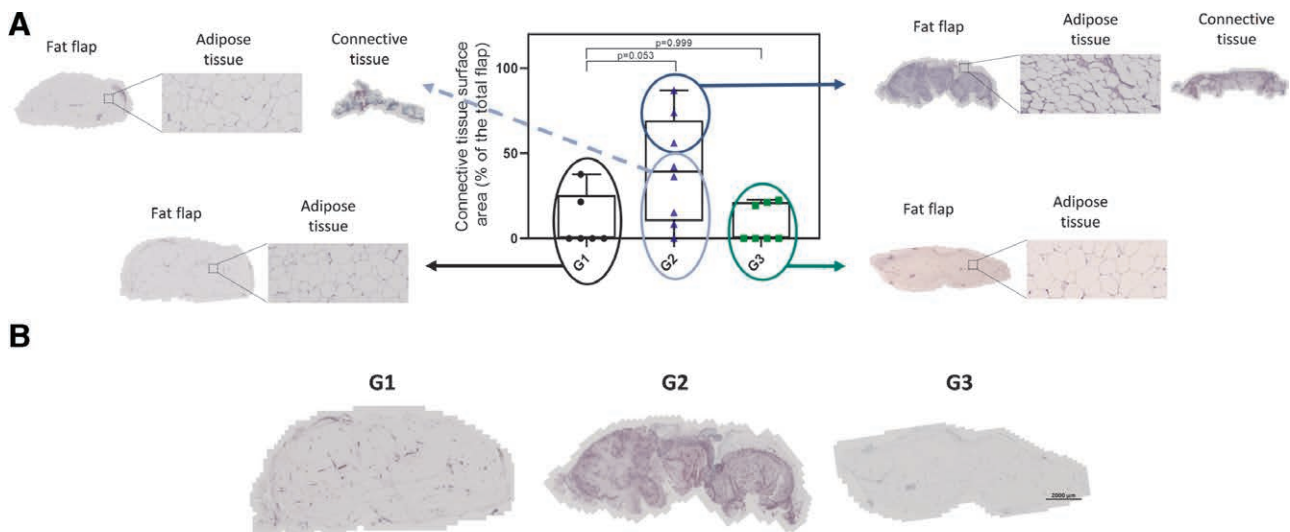 A
Fat flap
Adipose
tissue
Connective
tissue
Connective tissue surface
area (% of the total flap)
100
50
0
p=0.999
p=0.053
G1
G2
G3
Fat flap
Adipose
tissue
Connective
tissue
Fat flap
Adipose
tissue
Fat flap
Adipose
tissue
B
G1
G2
G3
2000 µm